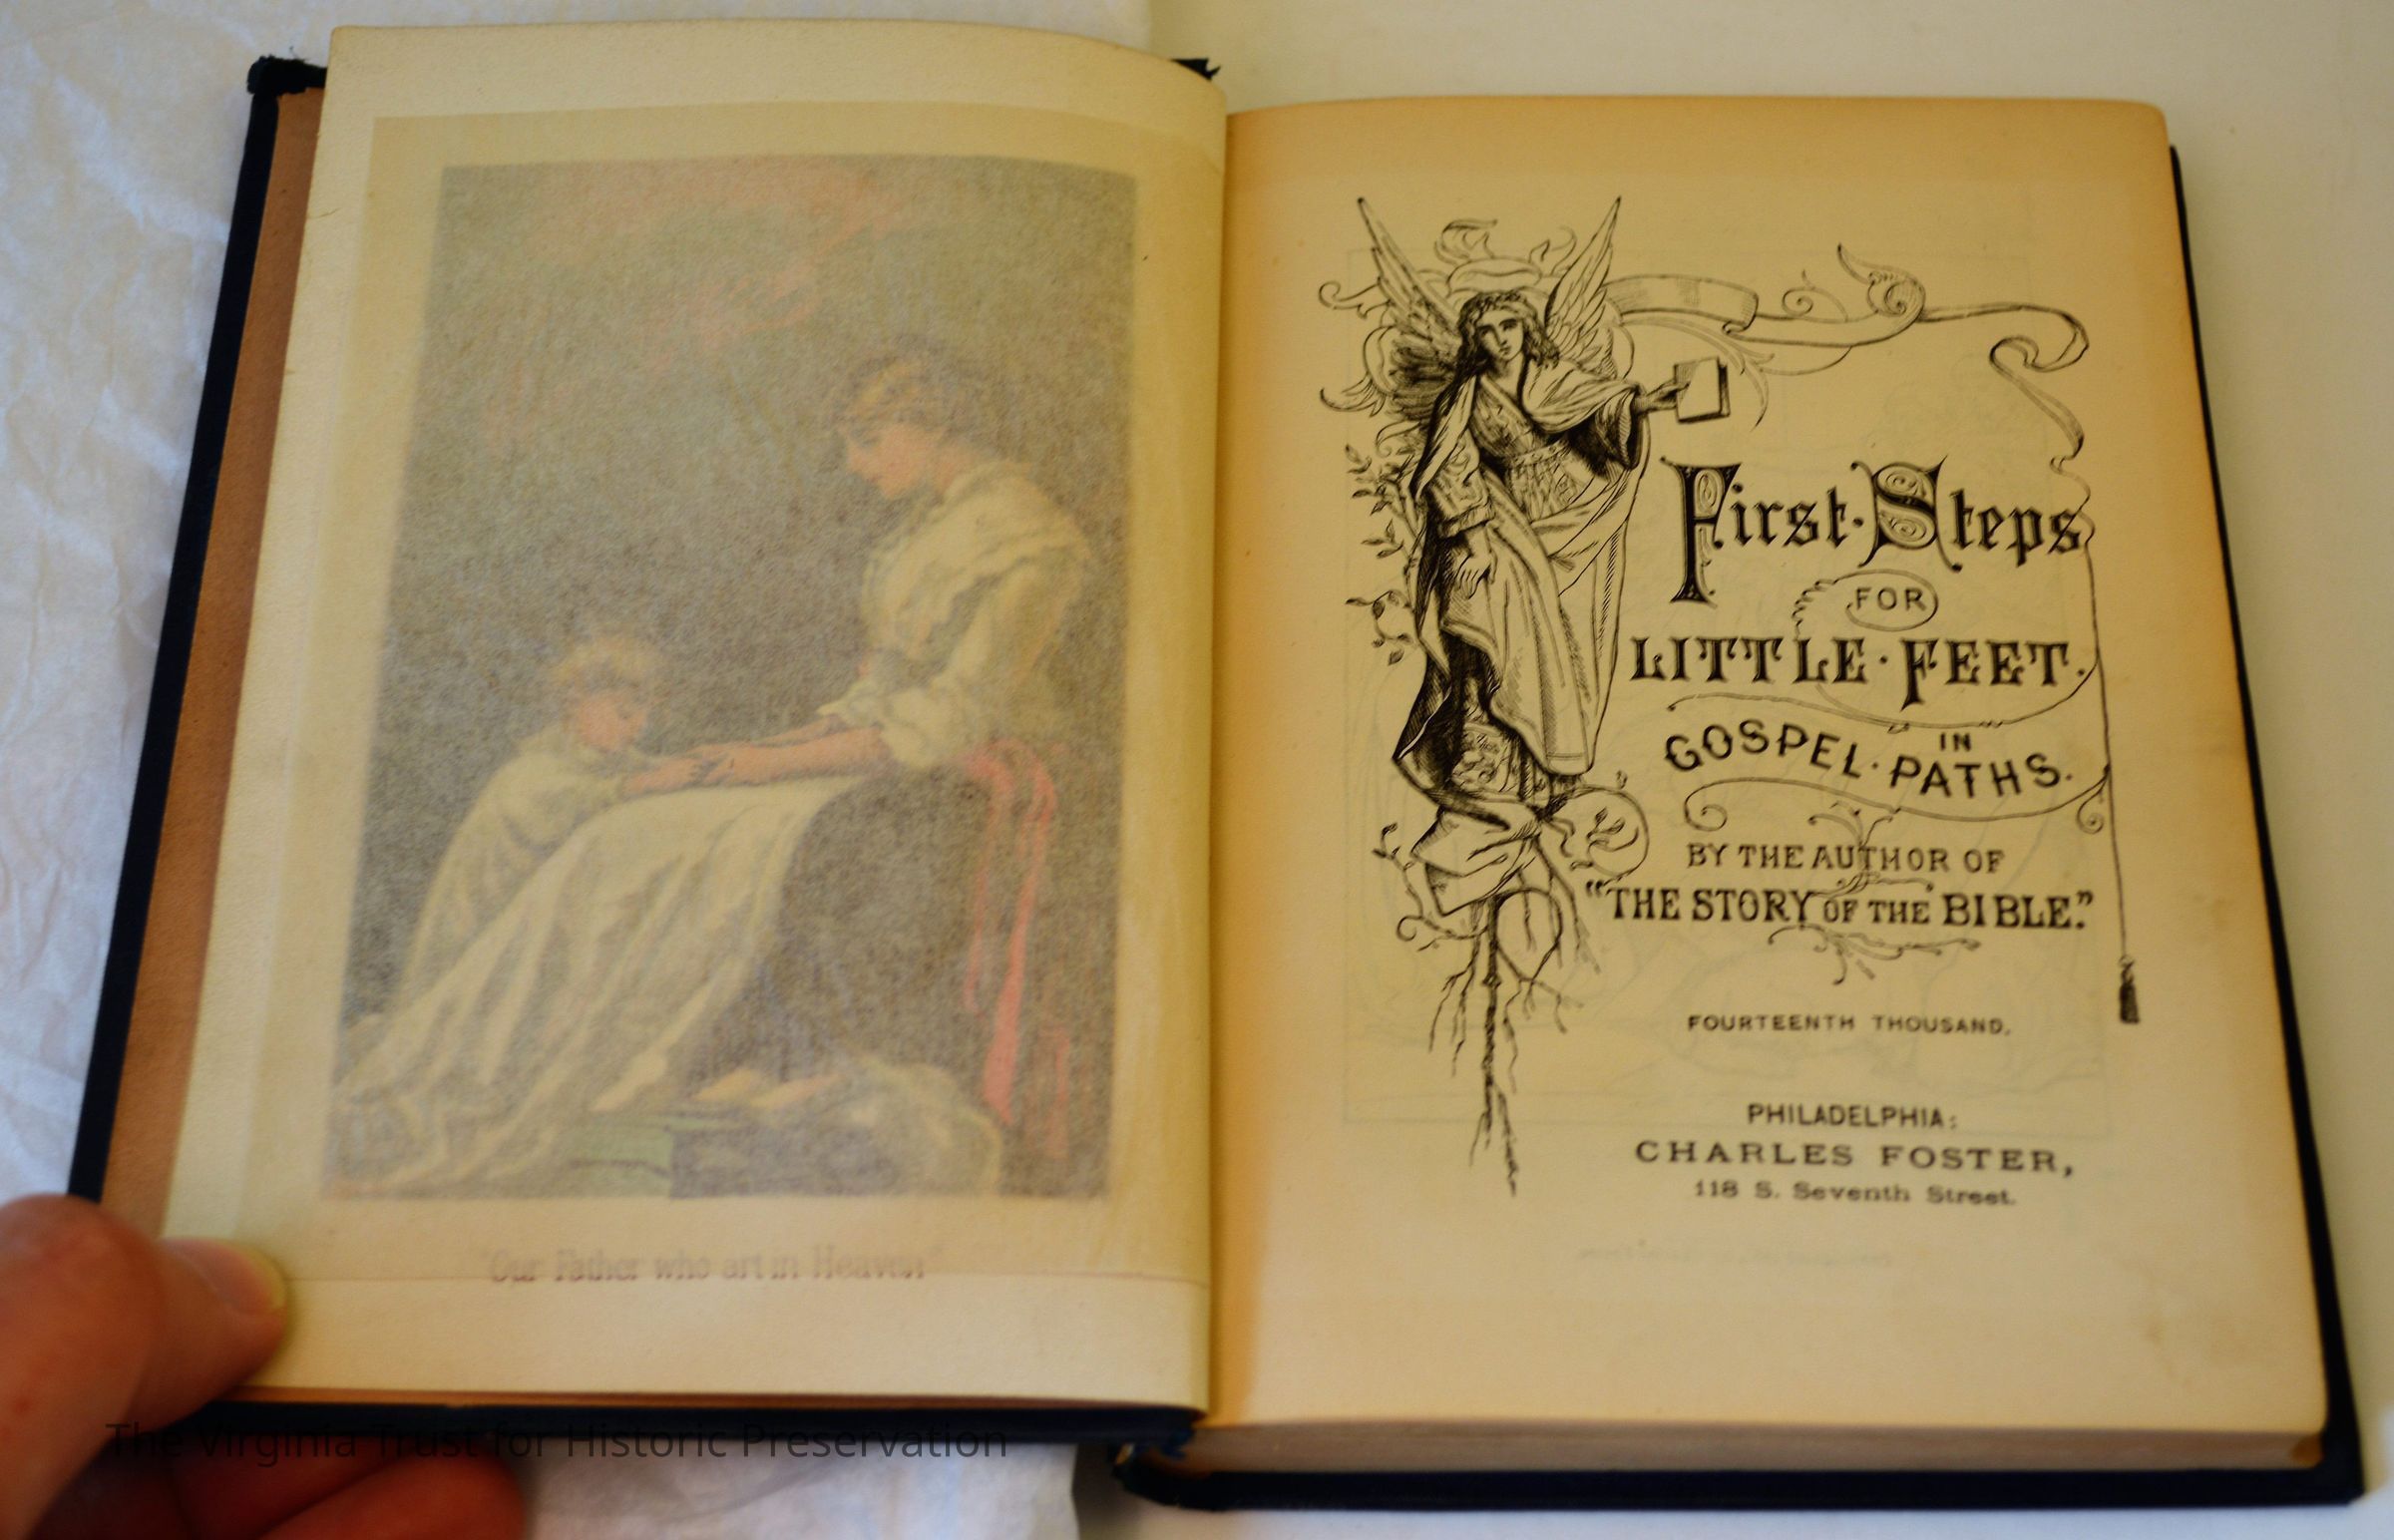 "Our Father who art in Heaven"
First·Steps
FOR
LITTLE·FEET.
IN
GOSPEL·PATHS.
BY THE AUTHOR OF
"THE STORY OF THE BIBLE."
FOURTEENTH THOUSAND.
PHILADELPHIA:
CHARLES FOSTER,
118 S. Seventh Street.
The Virginia Trust for Historic Preservation